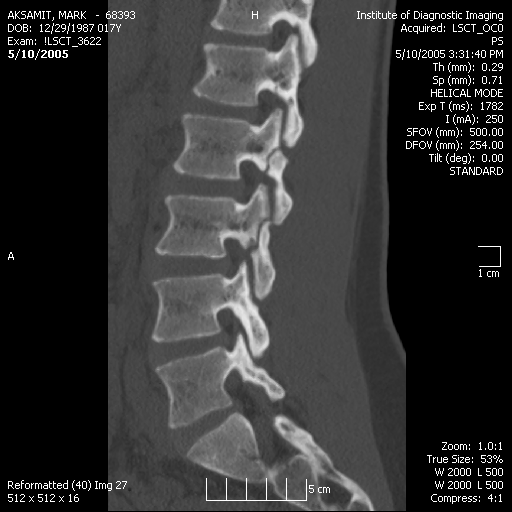 AKSAMIT, MARK - 68393
DOB: 12/29/1987 017Y
Exam: !LSCT_3622
5/10/2005
H
Institute of Diagnostic Imaging
Acquired: LSCT_OC0
PS
5/10/2005 3:31:40 PM
Th (mm): 0.29
Sp (mm): 0.71
HELICAL MODE
Exp T (ms): 1782
I (mA): 250
SFOV (mm): 500.00
DFOV (mm): 254.00
Tilt (deg): 0.00
STANDARD
A
1 cm
5 cm
Reformatted (40) Img 27
512 x 512 x 16
Zoom: 1.0:1
True Size: 53%
W 2000 L 500
W 2000 L 500
Compress: 4:1